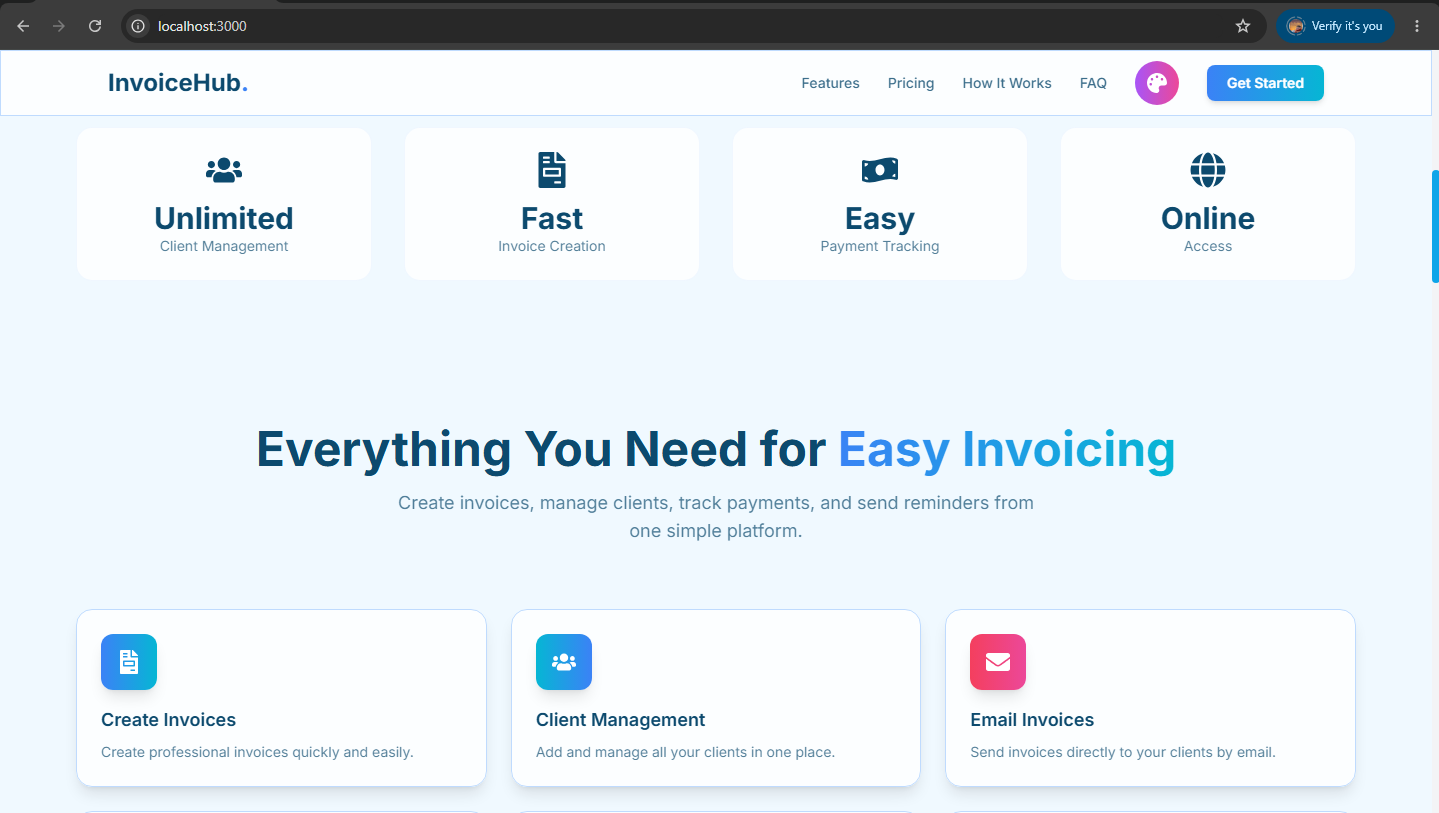 localhost:3000
Verify it's you
InvoiceHub.
Features
Pricing
How It Works
FAQ
Get Started
Unlimited
Client Management
Fast
Invoice Creation
Easy
Payment Tracking
Online
Access
Everything You Need for Easy Invoicing
Create invoices, manage clients, track payments, and send reminders from
one simple platform.
Create Invoices
Create professional invoices quickly and easily.
Client Management
Add and manage all your clients in one place.
Email Invoices
Send invoices directly to your clients by email.